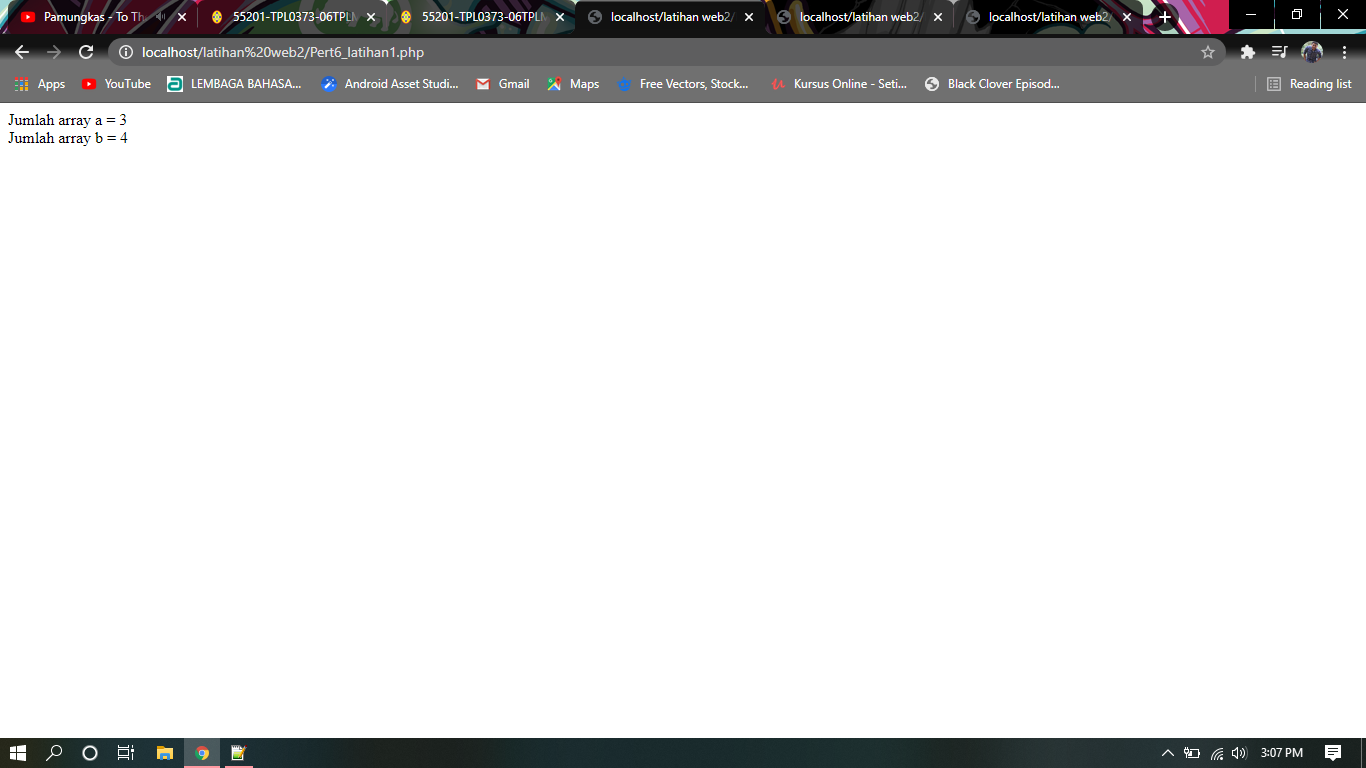 Pamungkas - To Th
55201-TPL0373-06TPLM
55201-TPL0373-06TPLM
localhost/latihan web2/
localhost/latihan web2/
localhost/latihan web2/
localhost/latihan%20web2/Pert6_latihan1.php
Apps
YouTube
LEMBAGA BAHASA...
Android Asset Studi...
Gmail
Maps
Free Vectors, Stock...
Kursus Online - Seti...
Black Clover Episod...
Reading list
Jumlah array a = 3
Jumlah array b = 4
3:07 PM